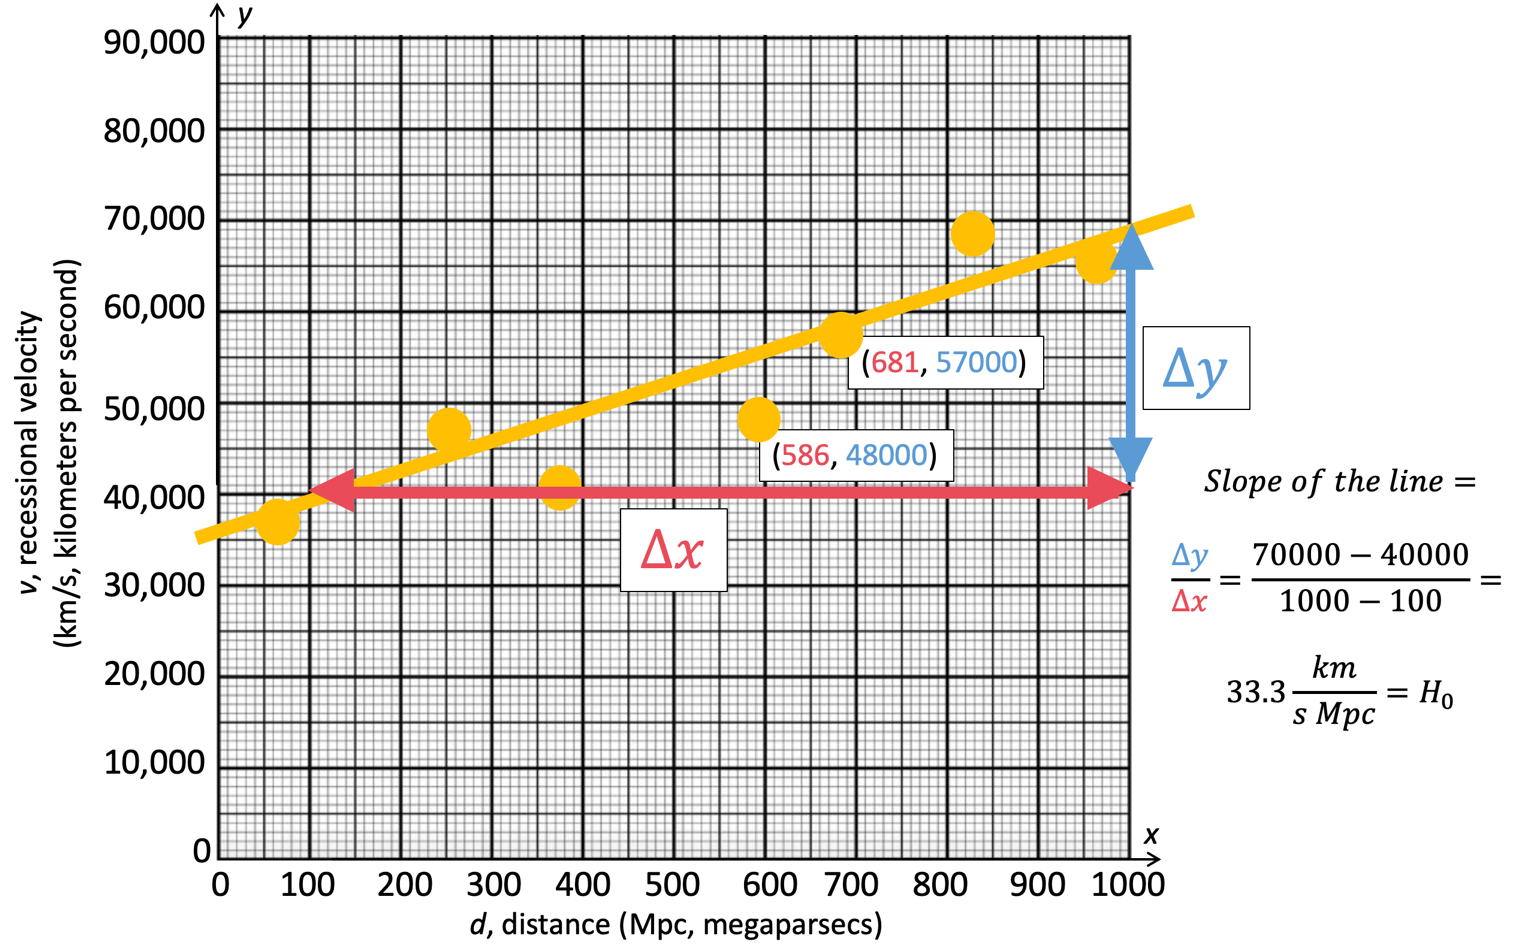 y
90,000
80,000
70,000
60,000
50,000
40,000
30,000
20,000
10,000
0
v, recessional velocity
(km/s, kilometers per second)
(681, 57000)
(586, 48000)
Δy
Δx
x
0 100 200 300 400 500 600 700 800 900 1000
d, distance (Mpc, megaparsecs)
Slope of the line =
Δy/Δx = (70000 − 40000)/(1000 − 100) =
33.3 km/(s Mpc) = H₀